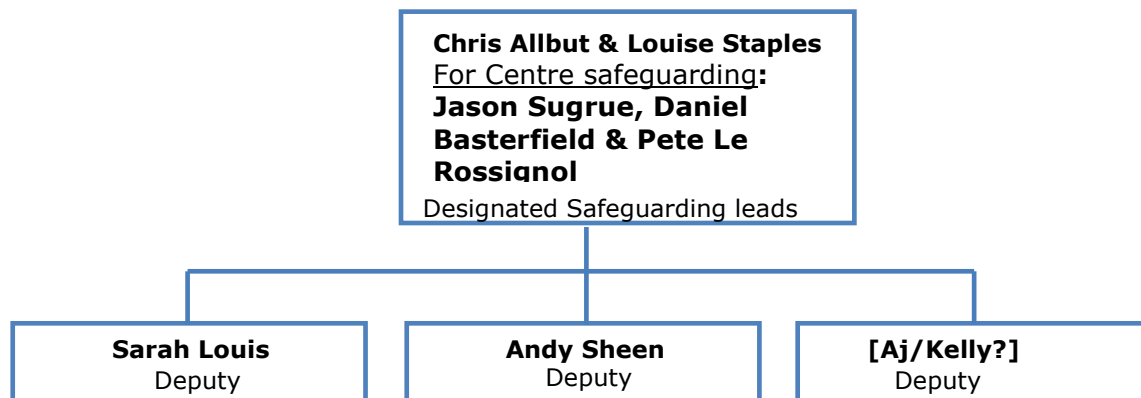 Chris Allbut & Louise Staples
For Centre safeguarding:
Jason Sugrue, Daniel
Basterfield & Pete Le
Rossignol
Designated Safeguarding leads
Sarah Louis
Deputy
Andy Sheen
Deputy
[Aj/Kelly?]
Deputy